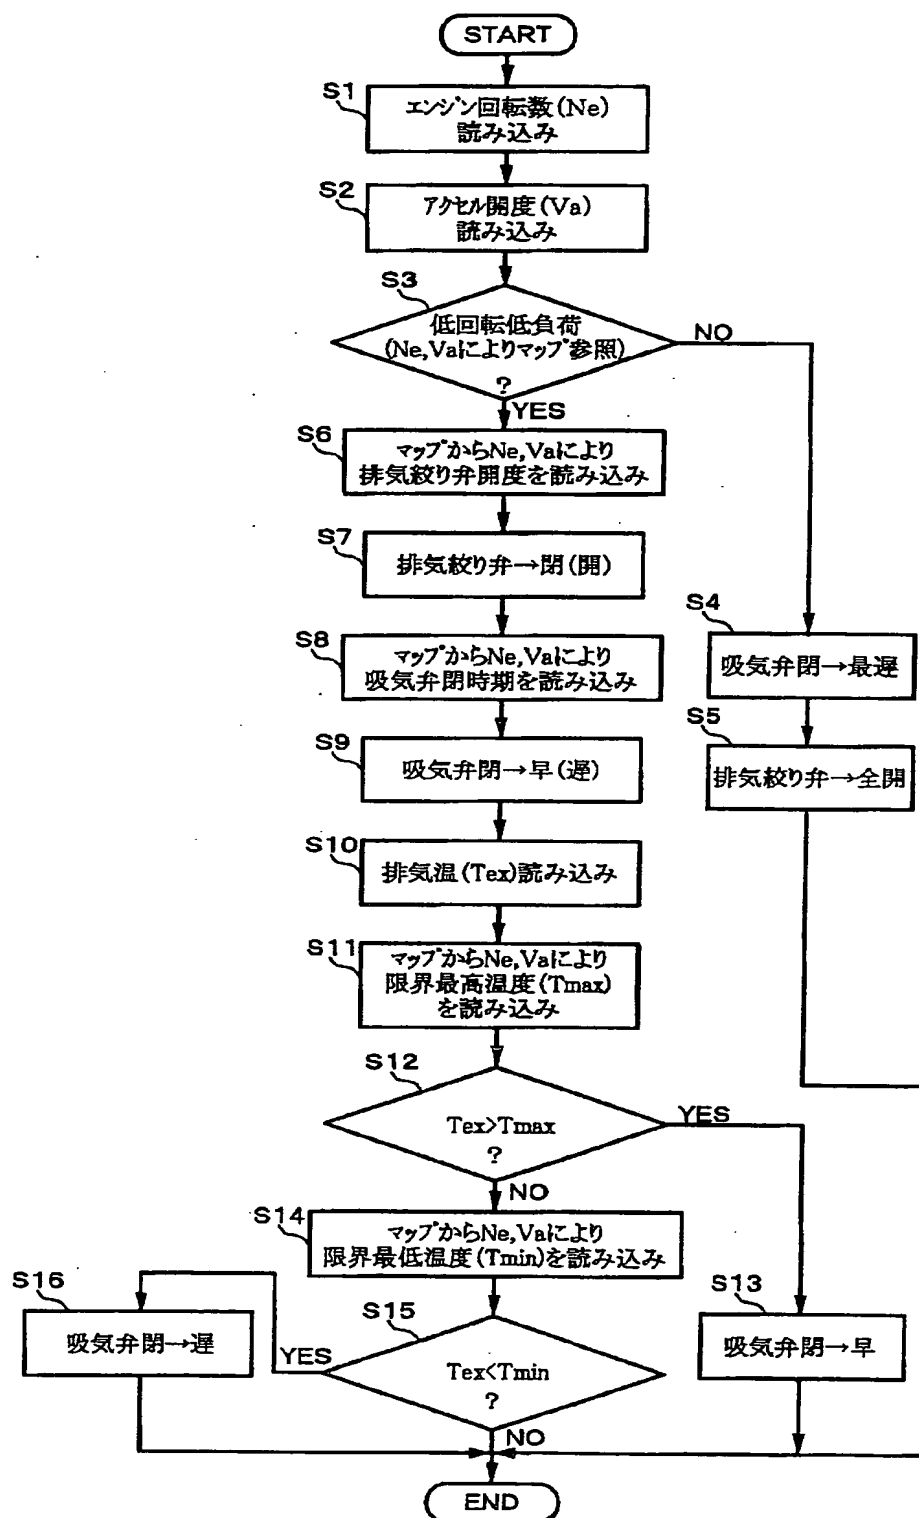 START
S1
エンジン回転数(Ne)
読み込み
S2
アクセル開度(Va)
読み込み
S3
低回転低負荷
(Ne,Vaによりマップ参照)
?
NO
YES
S6
マップからNe,Vaにより
排気絞り弁開度を読み込み
S7
排気絞り弁→閉(開)
S8
マップからNe,Vaにより
吸気弁閉時期を読み込み
S4
吸気弁閉→最遅
S9
吸気弁閉→早(遅)
S5
排気絞り弁→全開
S10
排気温(Tex)読み込み
S11
マップからNe,Vaにより
限界最高温度(Tmax)
を読み込み
S12
Tex>Tmax
?
YES
NO
S14
マップからNe,Vaにより
限界最低温度(Tmin)を読み込み
S16
吸気弁閉→遅
S15
YES
Tex<Tmin
?
S13
吸気弁閉→早
NO
END